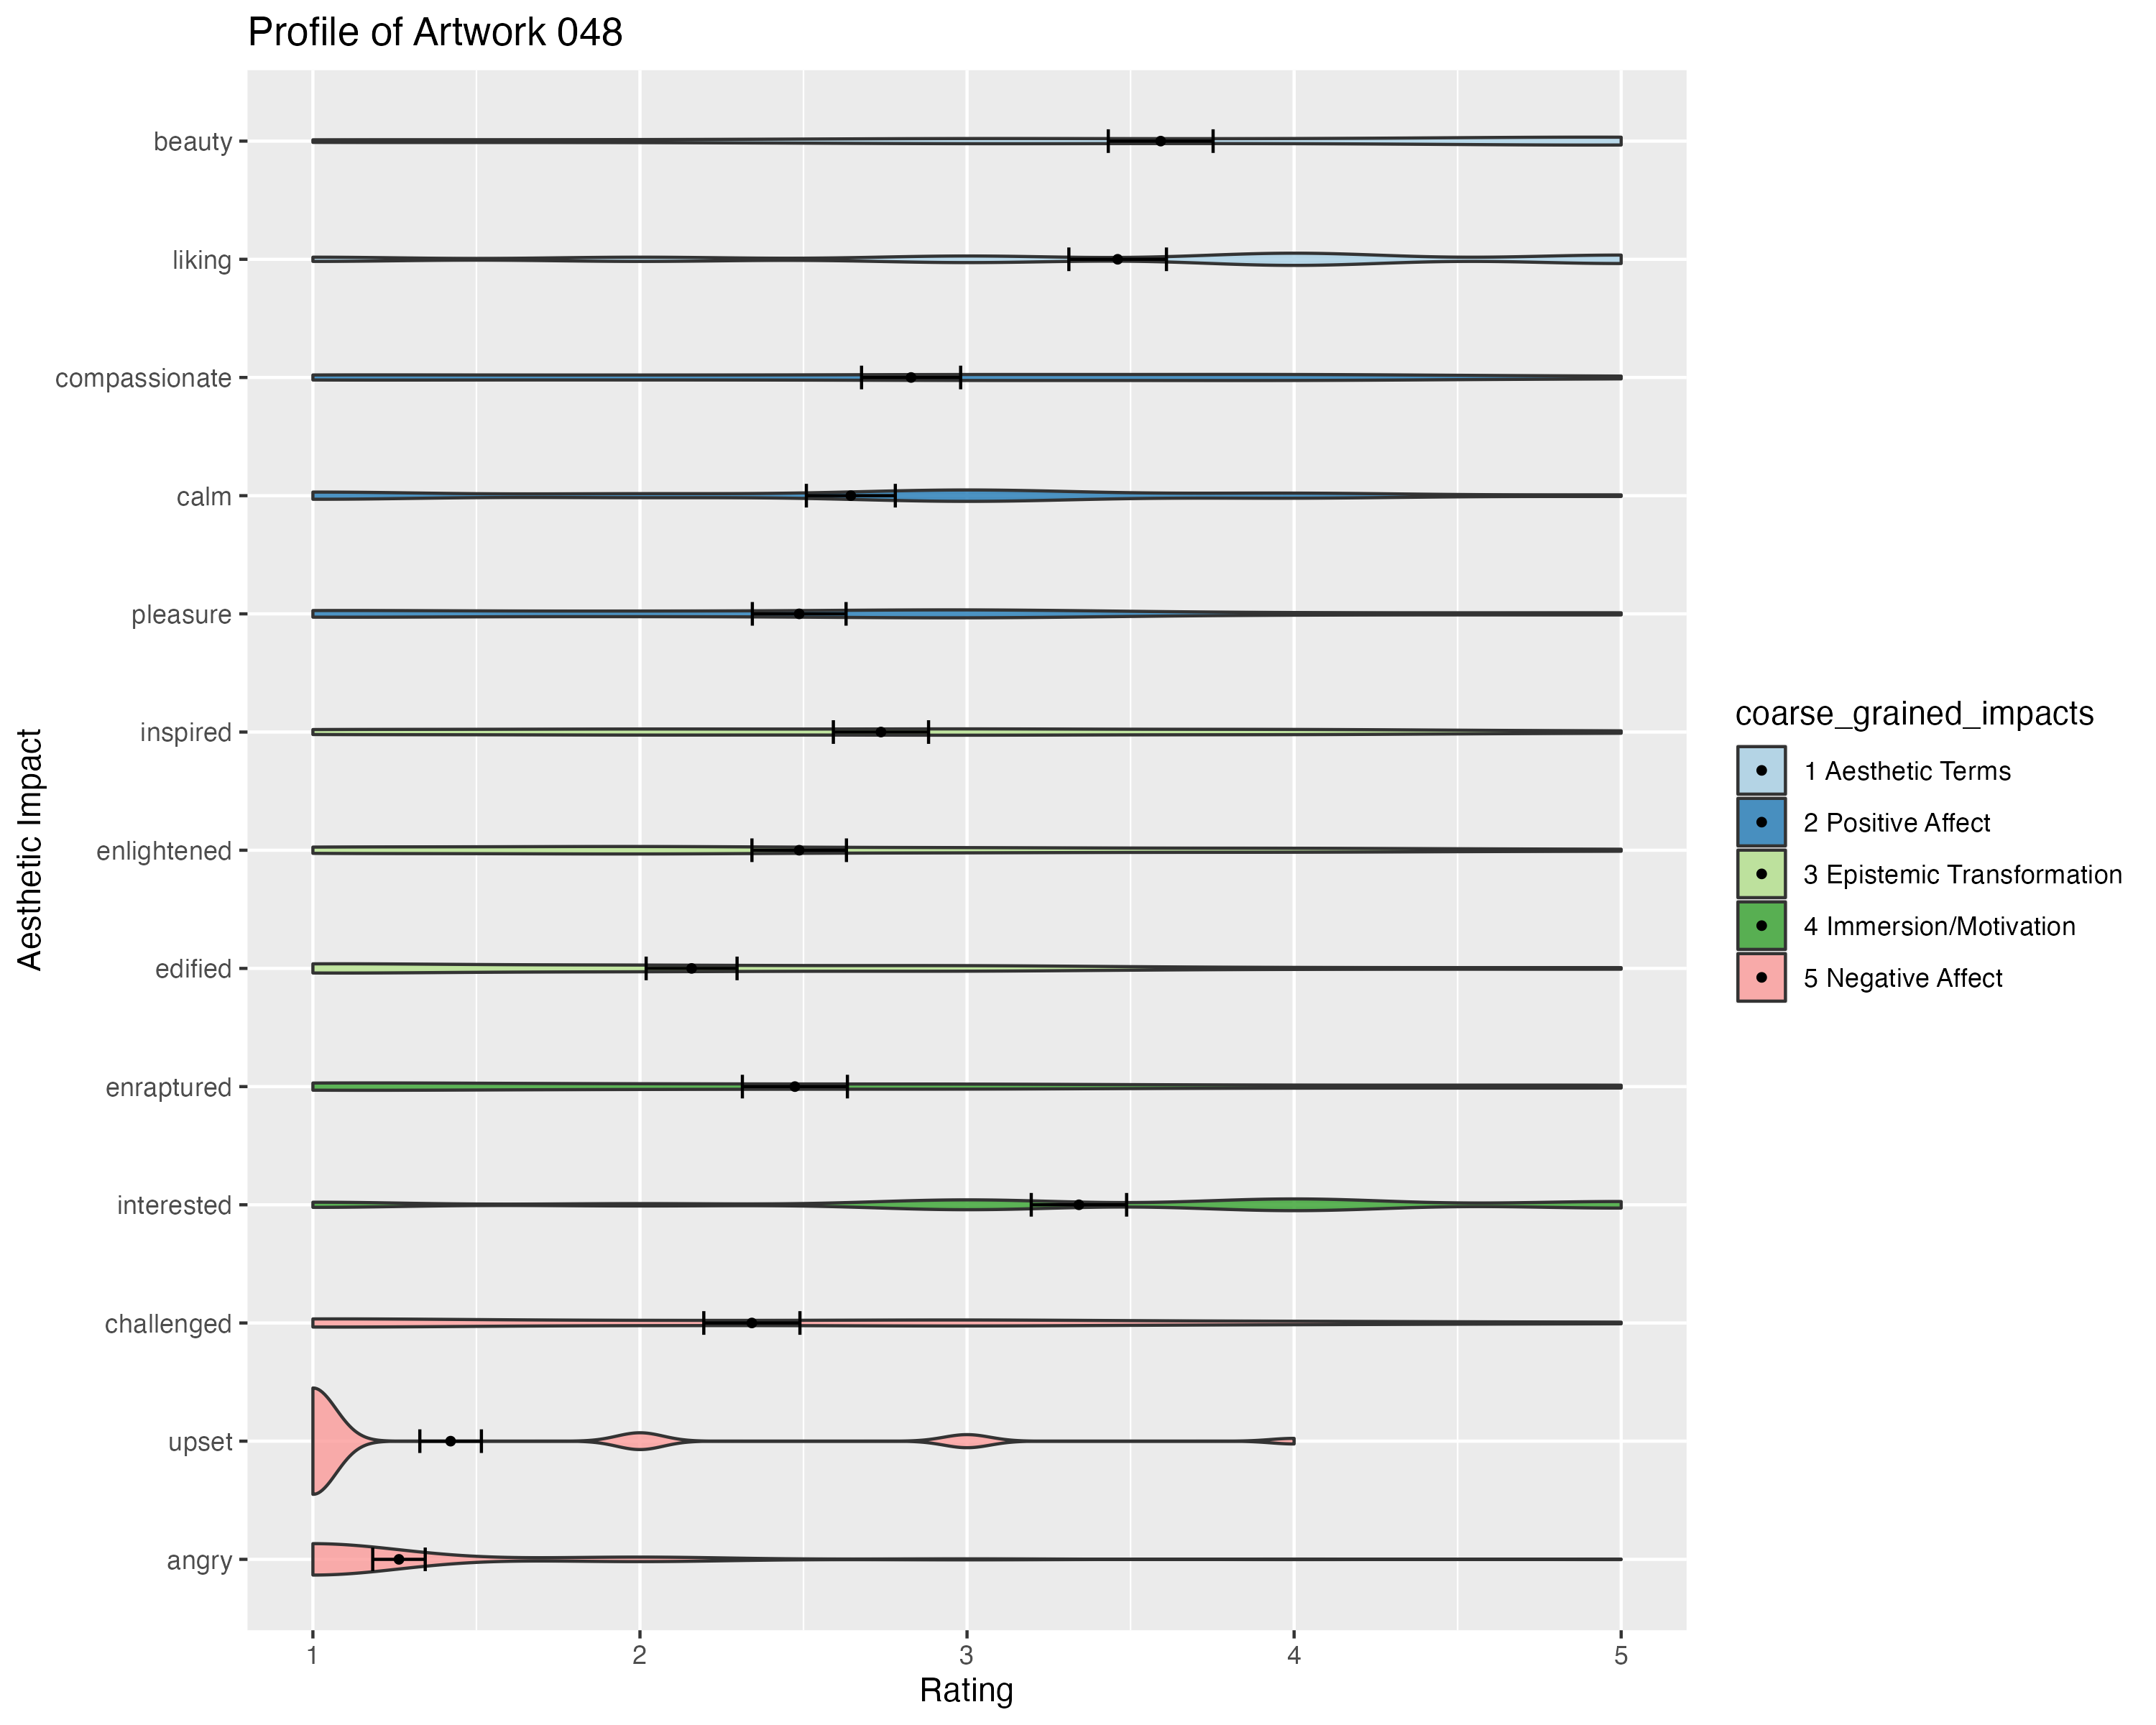 Profile of Artwork 048
Aesthetic Impact
beauty
liking
compassionate
calm
pleasure
inspired
enlightened
edified
enraptured
interested
challenged
upset
angry
1 2 3 4 5
Rating
coarse_grained_impacts
1 Aesthetic Terms
2 Positive Affect
3 Epistemic Transformation
4 Immersion/Motivation
5 Negative Affect